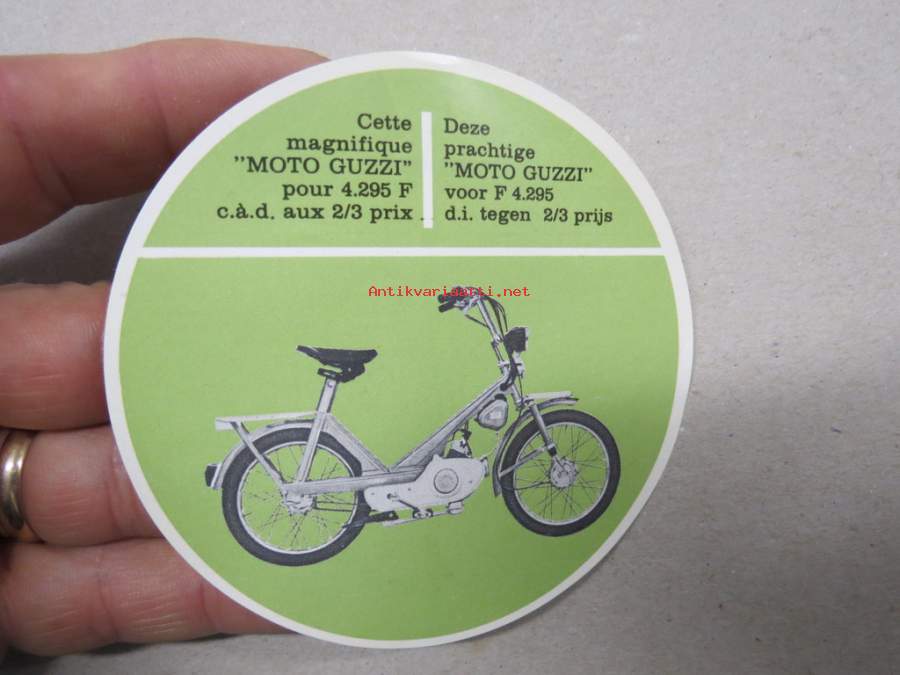 Cette
magnifique
"MOTO GUZZI"
pour 4.295 F
c.à.d. aux 2/3 prix
Deze
prachtige
"MOTO GUZZI"
voor F 4.295
d.i. tegen 2/3 prijs
Antikvariaatti.net